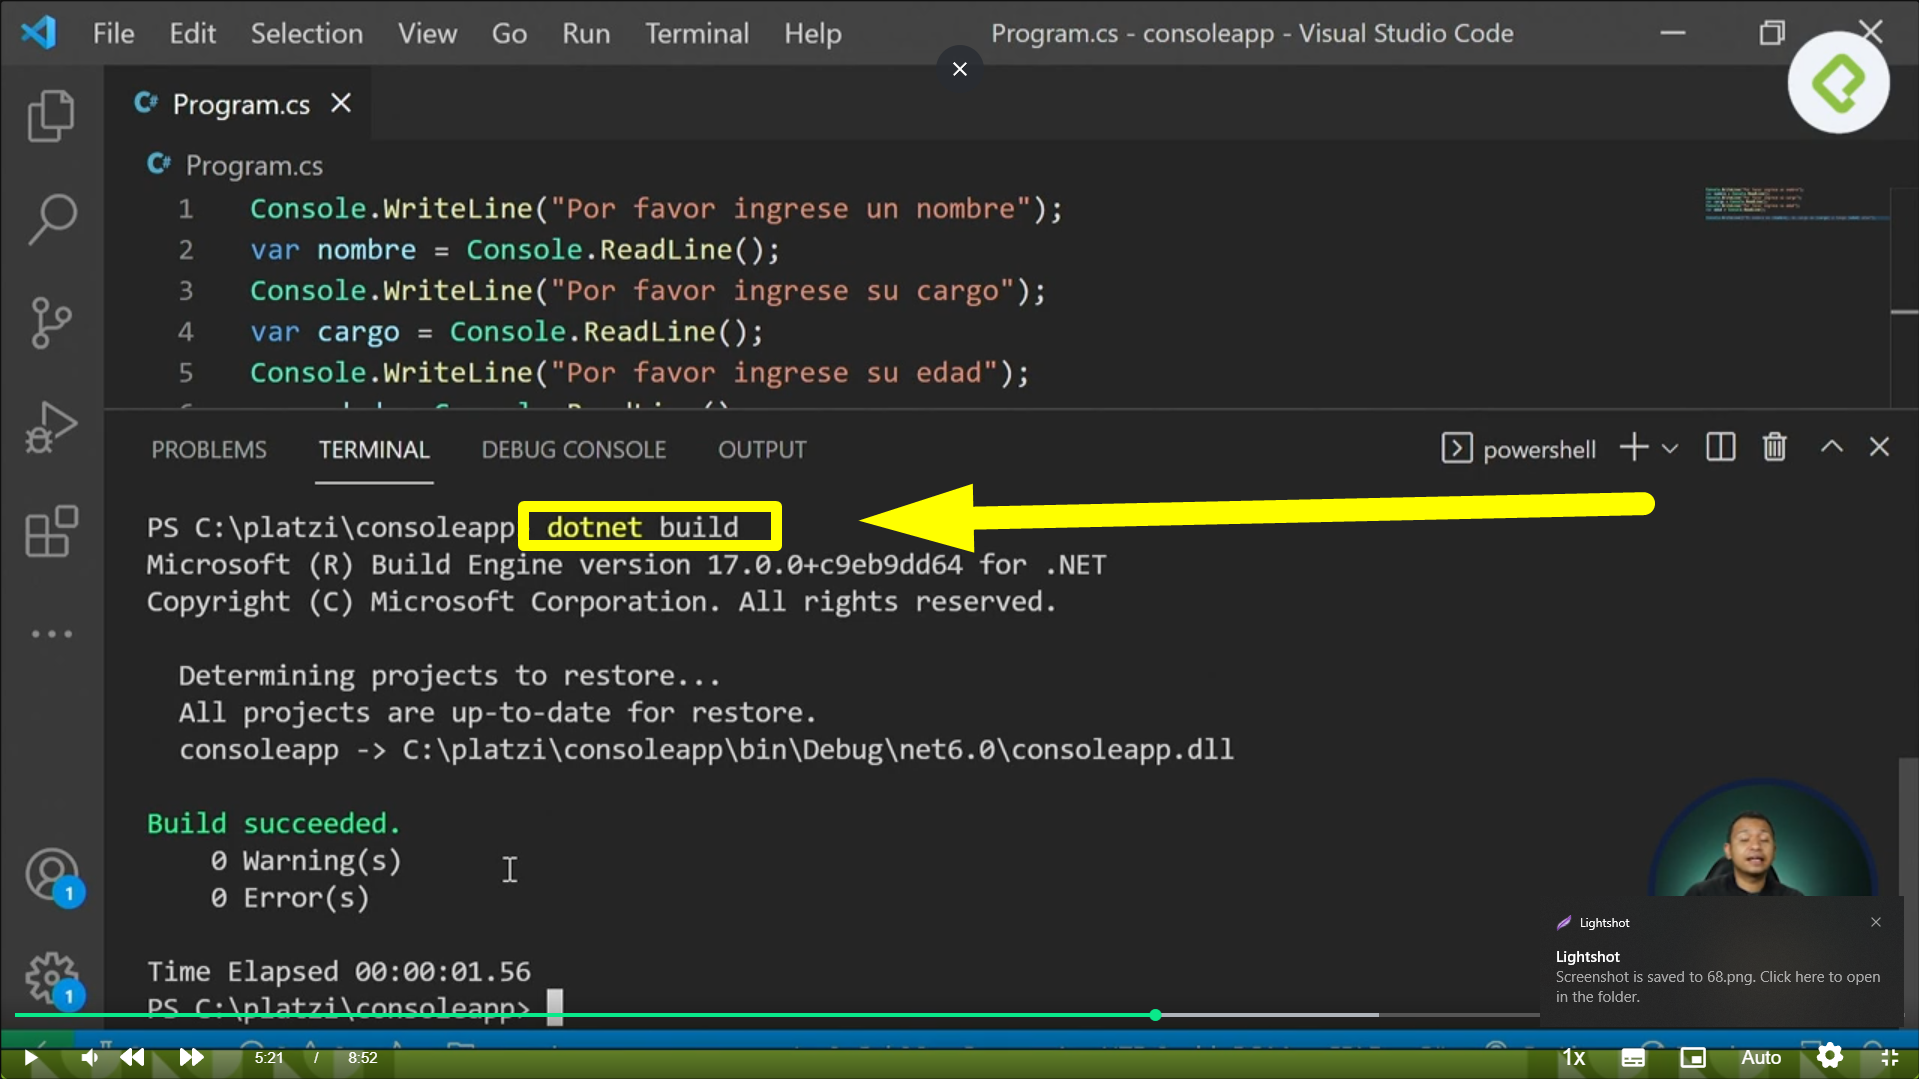 File Edit Selection View Go Run Terminal Help Program.cs - consoleapp - Visual Studio Code
C# Program.cs
C# Program.cs
1 Console.WriteLine("Por favor ingrese un nombre");
2 var nombre = Console.ReadLine();
3 Console.WriteLine("Por favor ingrese su cargo");
4 var cargo = Console.ReadLine();
5 Console.WriteLine("Por favor ingrese su edad");
PROBLEMS TERMINAL DEBUG CONSOLE OUTPUT powershell
PS C:\platzi\consoleapp dotnet build
Microsoft (R) Build Engine version 17.0.0+c9eb9dd64 for .NET
Copyright (C) Microsoft Corporation. All rights reserved.
Determining projects to restore...
All projects are up-to-date for restore.
consoleapp -> C:\platzi\consoleapp\bin\Debug\net6.0\consoleapp.dll
Build succeeded.
0 Warning(s)
0 Error(s)
Time Elapsed 00:00:01.56
PS C:\platzi\consoleapp>
1
1
Lightshot
Lightshot
Screenshot is saved to 68.png. Click here to open
in the folder.
5:21 / 8:52 1x Auto